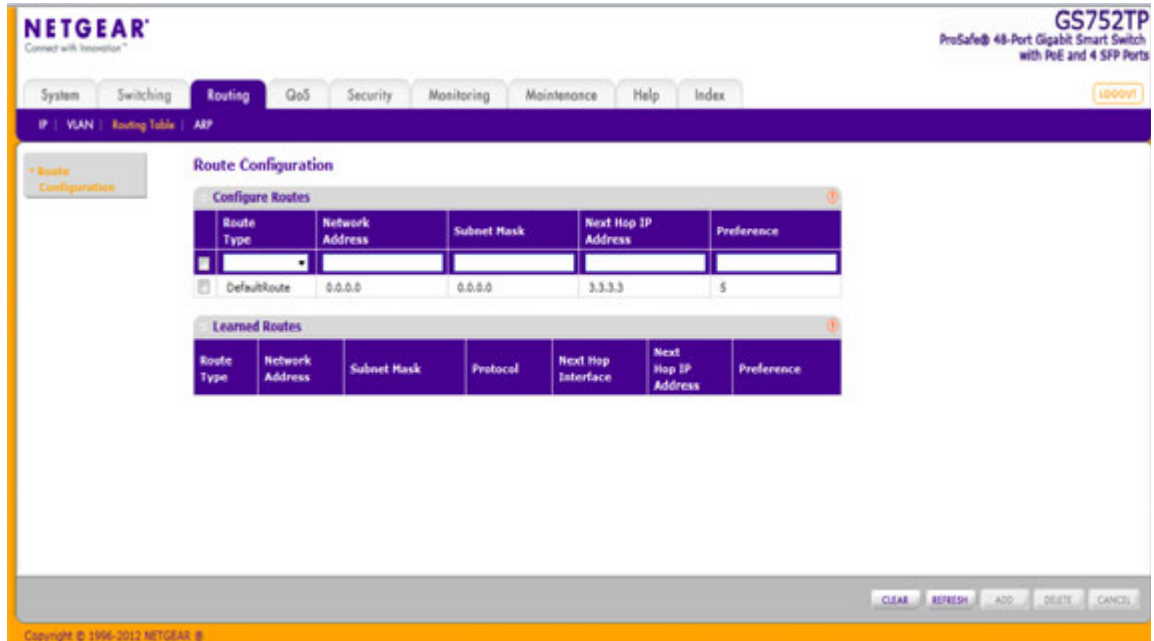 NETGEAR®
Connect with Innovation™
GS752TP
ProSafe® 48-Port Gigabit Smart Switch
with PoE and 4 SFP Ports
System Switching Routing QoS Security Monitoring Maintenance Help Index
LOGOUT
IP | VLAN | Routing Table | ARP
Route
Configuration
Route Configuration
Configure Routes
Route
Type
Network
Address
Subnet Mask
Next Hop IP
Address
Preference
DefaultRoute 0.0.0.0 0.0.0.0 3.3.3.3 5
Learned Routes
Route
Type
Network
Address
Subnet Mask
Protocol
Next Hop
Interface
Next
Hop IP
Address
Preference
CLEAR REFRESH ADD DELETE CANCEL
Copyright © 1996-2012 NETGEAR ®